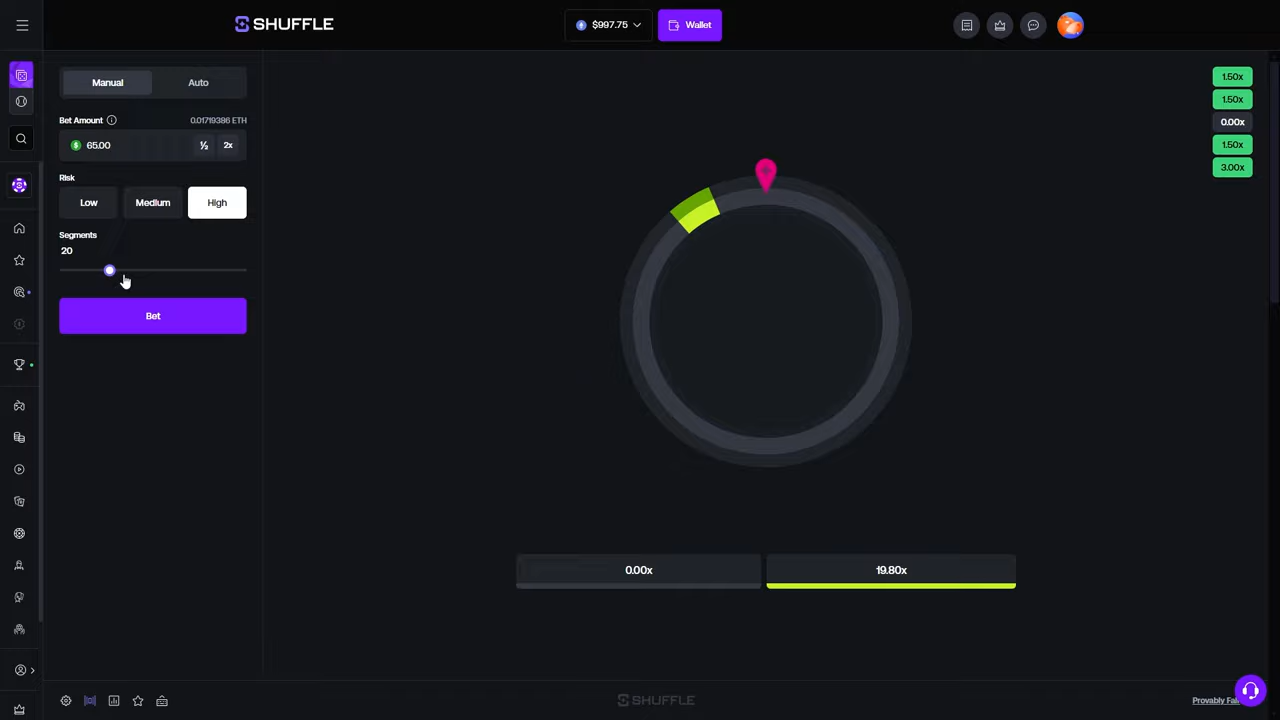 SHUFFLE
$997.75
Wallet
Manual
Auto
Bet Amount
0.01719386 ETH
65.00
½
2x
Risk
Low
Medium
High
Segments
20
Bet
1.50x
1.50x
0.00x
1.50x
3.00x
0.00x
19.80x
SHUFFLE
Provably